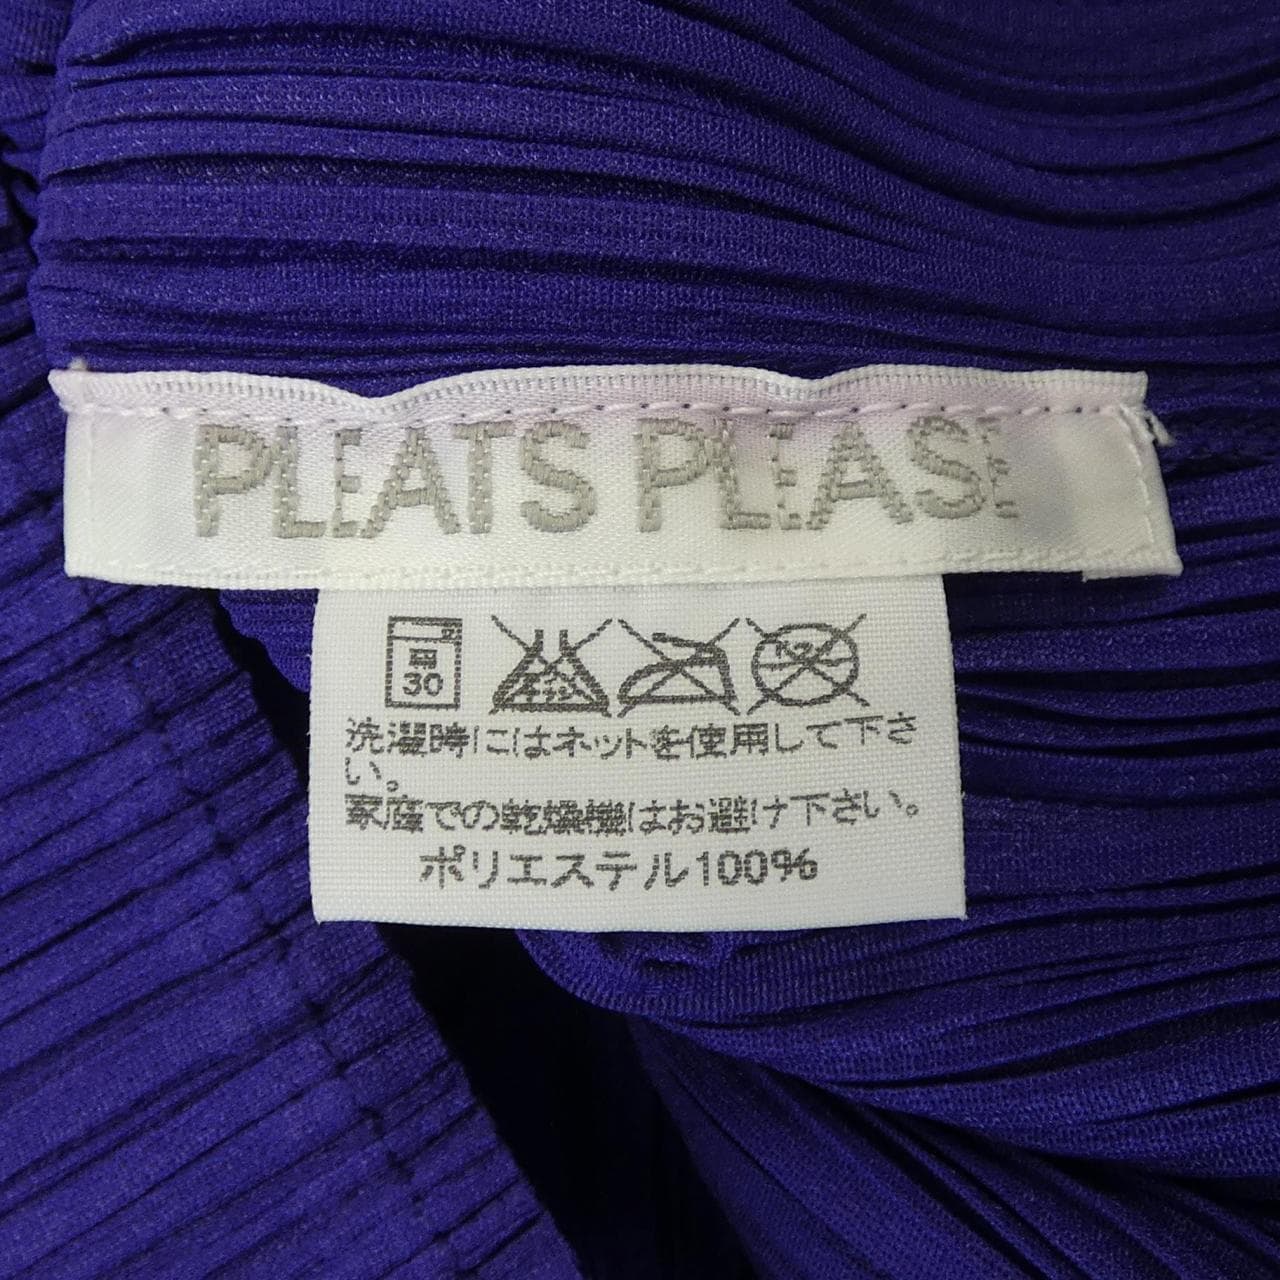 PLEATS PLEASE
弱
30
洗濯時にはネットを使用して下さ
い。
家庭での乾燥機はお避け下さい。
ポリエステル100%